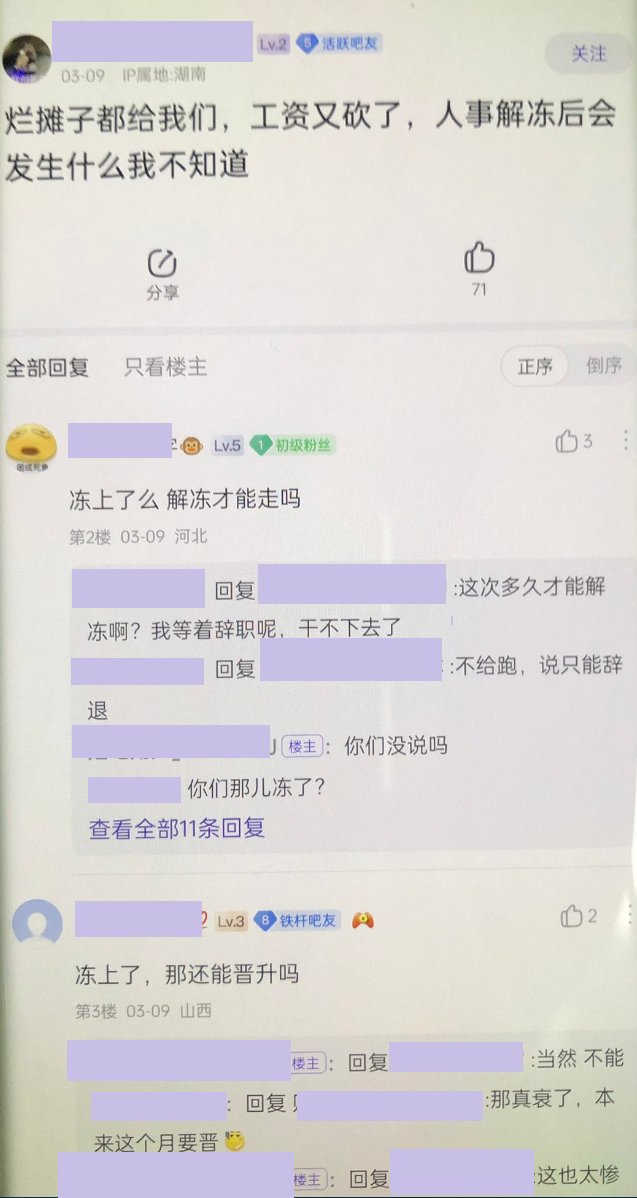 Lv.2 5 活跃吧友
关注
03-09 IP属地:湖南
烂摊子都给我们，工资又砍了，人事解冻后会
发生什么我不知道
分享
71
全部回复 只看楼主
正序 倒序
Lv.5 1 初级粉丝
3
困成死参
冻上了么 解冻才能走吗
第2楼 03-09 河北
回复 :这次多久才能解
冻啊？我等着辞职呢，干不下去了
回复 :不给跑，说只能辞
退
楼主：你们没说吗
你们那儿冻了？
查看全部11条回复
Lv.3 8 铁杆吧友
2
冻上了，那还能晋升吗
第3楼 03-09 山西
楼主：回复 :当然 不能
：回复 :那真衰了，本
来这个月要晋
楼主：回复 :这也太惨